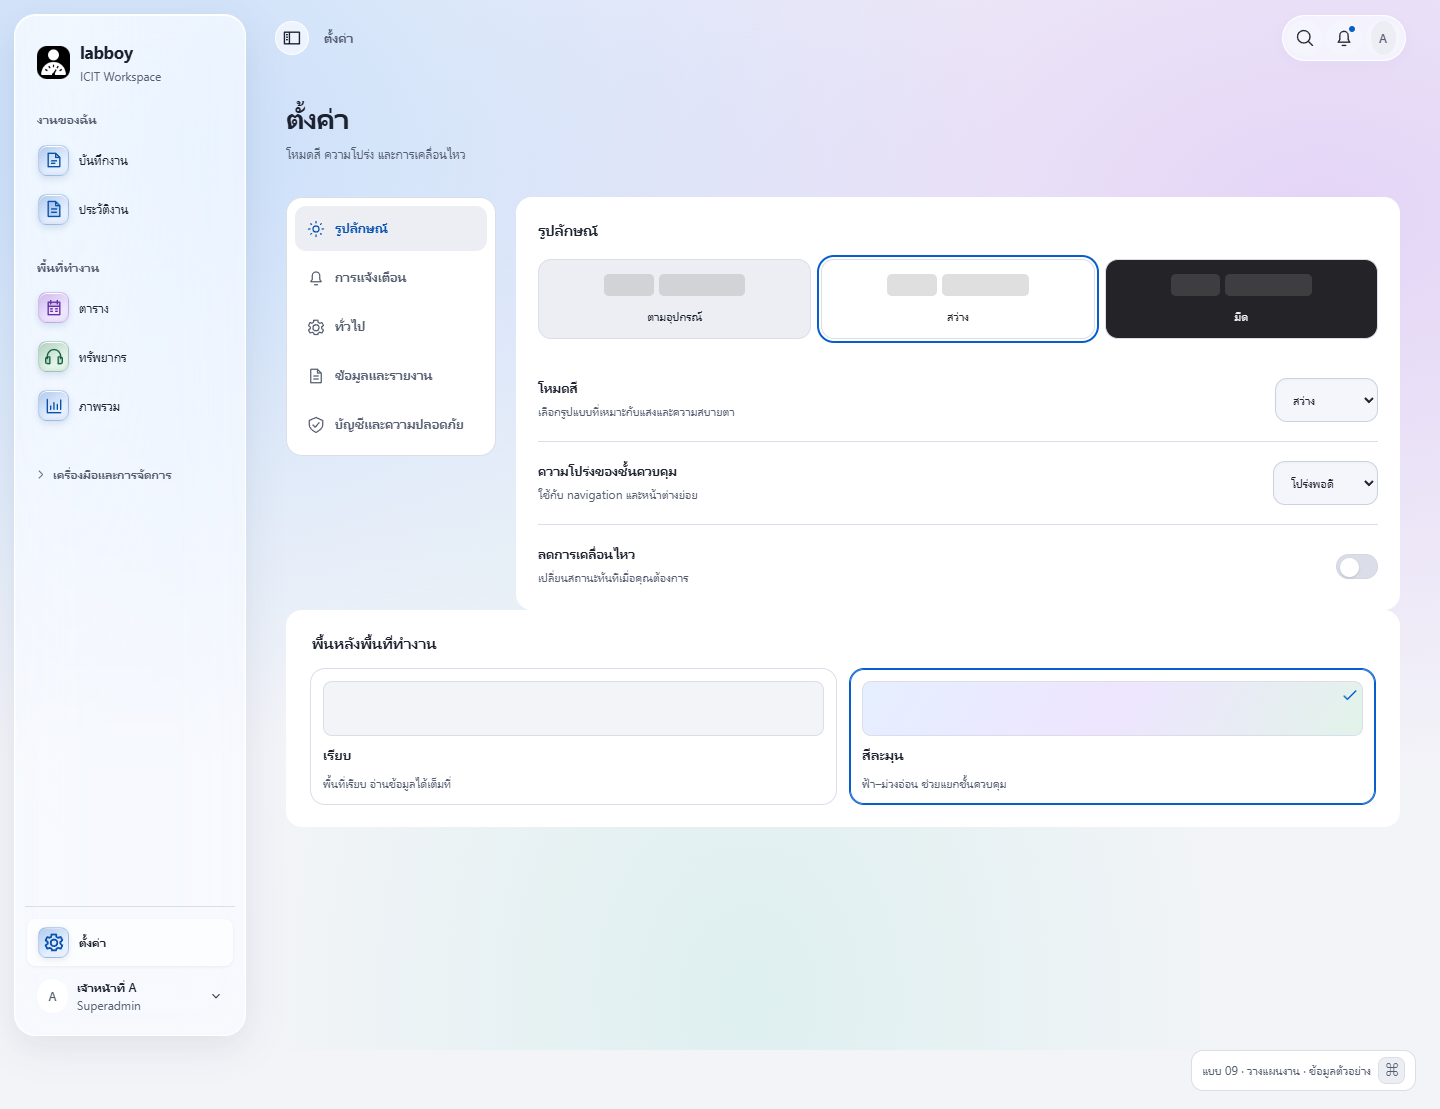 labboy
ICIT Workspace
งานของฉัน
บันทึกงาน
ประวัติงาน
พื้นที่ทำงาน
ตาราง
ทรัพยากร
ภาพรวม
เครื่องมือและการจัดการ
ตั้งค่า
A
เจ้าหน้าที่ A
Superadmin
ตั้งค่า
A
ตั้งค่า
โหมดสี ความโปร่ง และการเคลื่อนไหว
รูปลักษณ์
การแจ้งเตือน
ทั่วไป
ข้อมูลและรายงาน
บัญชีและความปลอดภัย
รูปลักษณ์
ตามอุปกรณ์
สว่าง
มืด
โหมดสี
เลือกรูปแบบที่เหมาะกับแสงและความสบายตา
สว่าง
ความโปร่งของชั้นควบคุม
ใช้กับ navigation และหน้าต่างย่อย
โปร่งพอดี
ลดการเคลื่อนไหว
เปลี่ยนสถานะทันทีเมื่อคุณต้องการ
พื้นหลังพื้นที่ทำงาน
เรียบ
พื้นที่เรียบ อ่านข้อมูลได้เต็มที่
สีละมุน
ฟ้า–ม่วงอ่อน ช่วยแยกชั้นควบคุม
แบบ 09 · วางแผนงาน · ข้อมูลตัวอย่าง ⌘